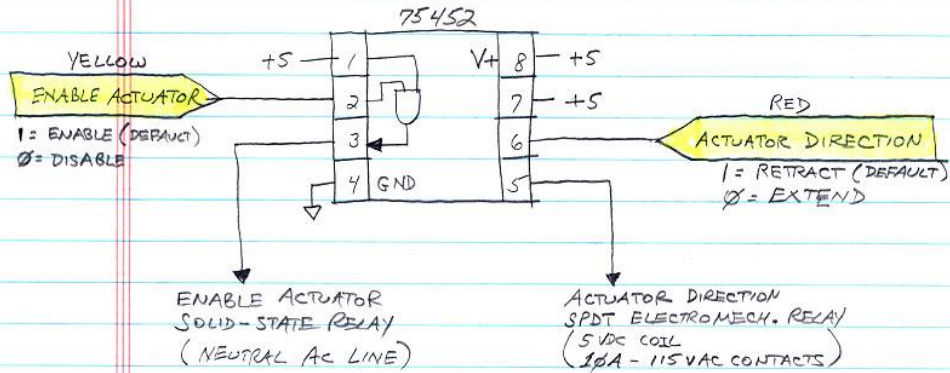 75452
+5
1
V+
8
+5
YELLOW
ENABLE ACTUATOR
2
7
+5
RED
1 = ENABLE (DEFAULT)
Ø = DISABLE
3
6
ACTUATOR DIRECTION
4
GND
5
1 = RETRACT (DEFAULT)
Ø = EXTEND
ENABLE ACTUATOR
SOLID-STATE RELAY
(NEUTRAL AC LINE)
ACTUATOR DIRECTION
SPDT ELECTROMECH. RELAY
(5 VDC COIL
1ØA - 115 VAC CONTACTS)